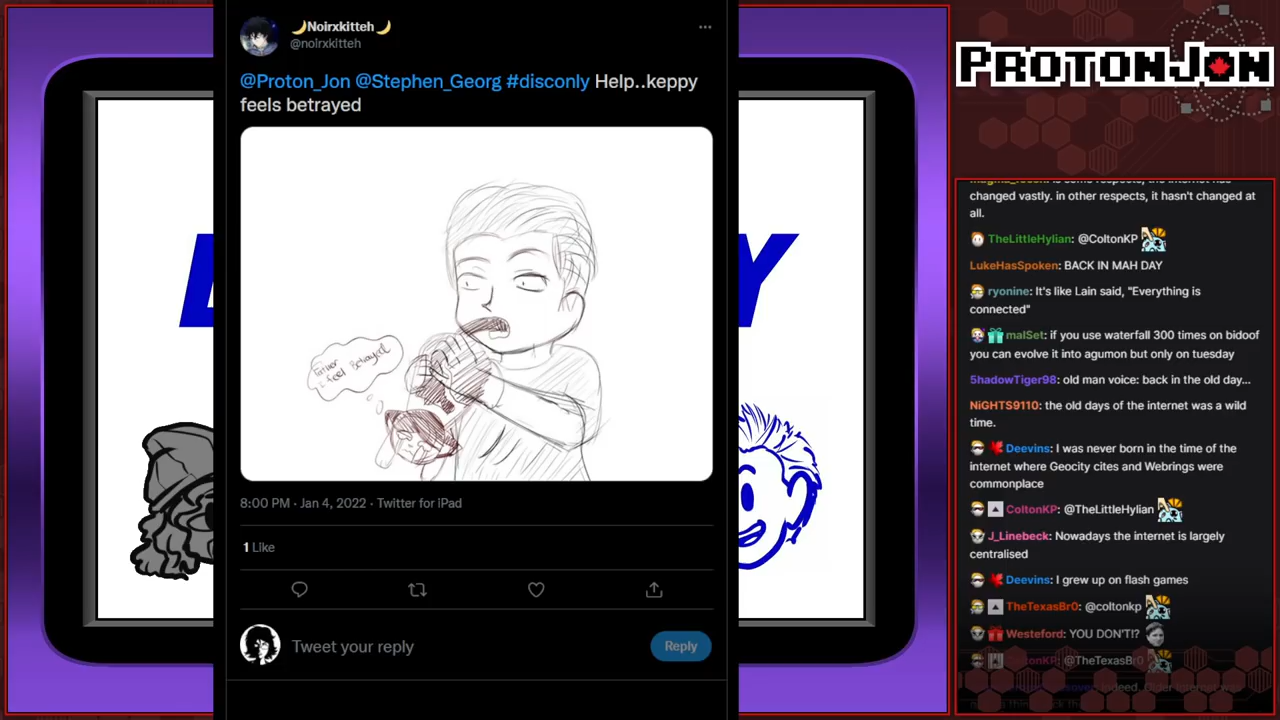 🌙Noirxkitteh🌙
@noirxkitteh
@Proton_Jon @Stephen_Georg #disconly Help..keppy
feels betrayed
Father
I feel Betrayed
8:00 PM · Jan 4, 2022 · Twitter for iPad
1 Like
Tweet your reply
Reply
Y
PROTONJON
changed vastly. in other respects, it hasn't changed at
all.
TheLittleHylian: @ColtonKP
LukeHasSpoken: BACK IN MAH DAY
ryonine: It's like Lain said, "Everything is
connected"
malSet: if you use waterfall 300 times on bidoof
you can evolve it into agumon but only on tuesday
5hadowTiger98: old man voice: back in the old day...
NiGHTS9110: the old days of the internet was a wild
time.
Deevins: I was never born in the time of the
internet where Geocity cites and Webrings were
commonplace
ColtonKP: @TheLittleHylian
J_Linebeck: Nowadays the internet is largely
centralised
Deevins: I grew up on flash games
TheTexasBr0: @coltonkp
Westeford: YOU DON'T!?
ColtonKP: @TheTexasBr0